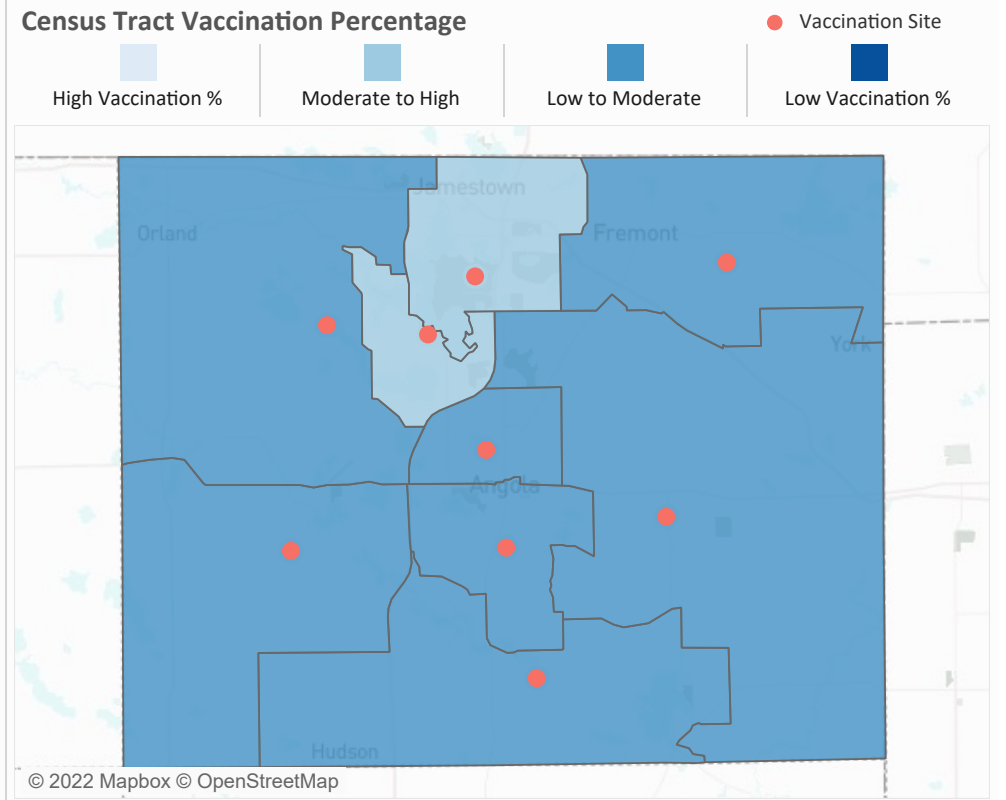 Census Tract Vaccination Percentage
Vaccination Site
High Vaccination %
Moderate to High
Low to Moderate
Low Vaccination %
Jamestown
Orland
Fremont
York
Angola
Hudson
© 2022 Mapbox © OpenStreetMap